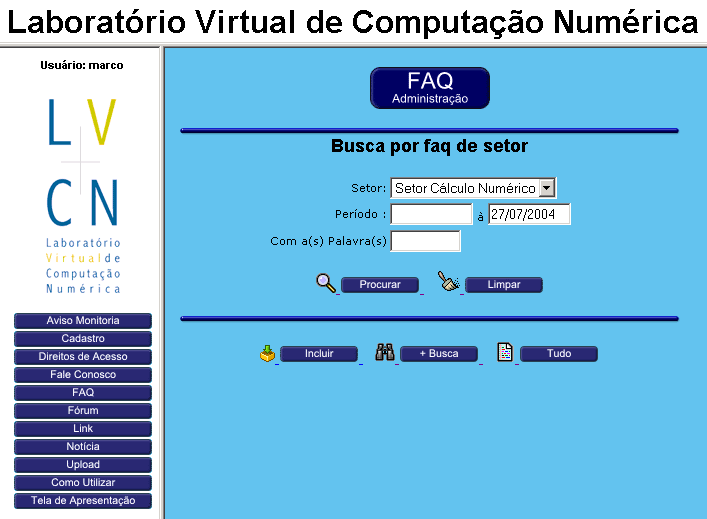 Laboratório Virtual de Computação Numérica
Usuário: marco
L V
C N
Laboratório
Virtual de
Computação
Numérica
Aviso Monitoria
Cadastro
Direitos de Acesso
Fale Conosco
FAQ
Fórum
Link
Notícia
Upload
Como Utilizar
Tela de Apresentação
FAQ
Administração
Busca por faq de setor
Setor: Setor Cálculo Numérico
Período : à 27/07/2004
Com a(s) Palavra(s)
Procurar Limpar
Incluir + Busca Tudo